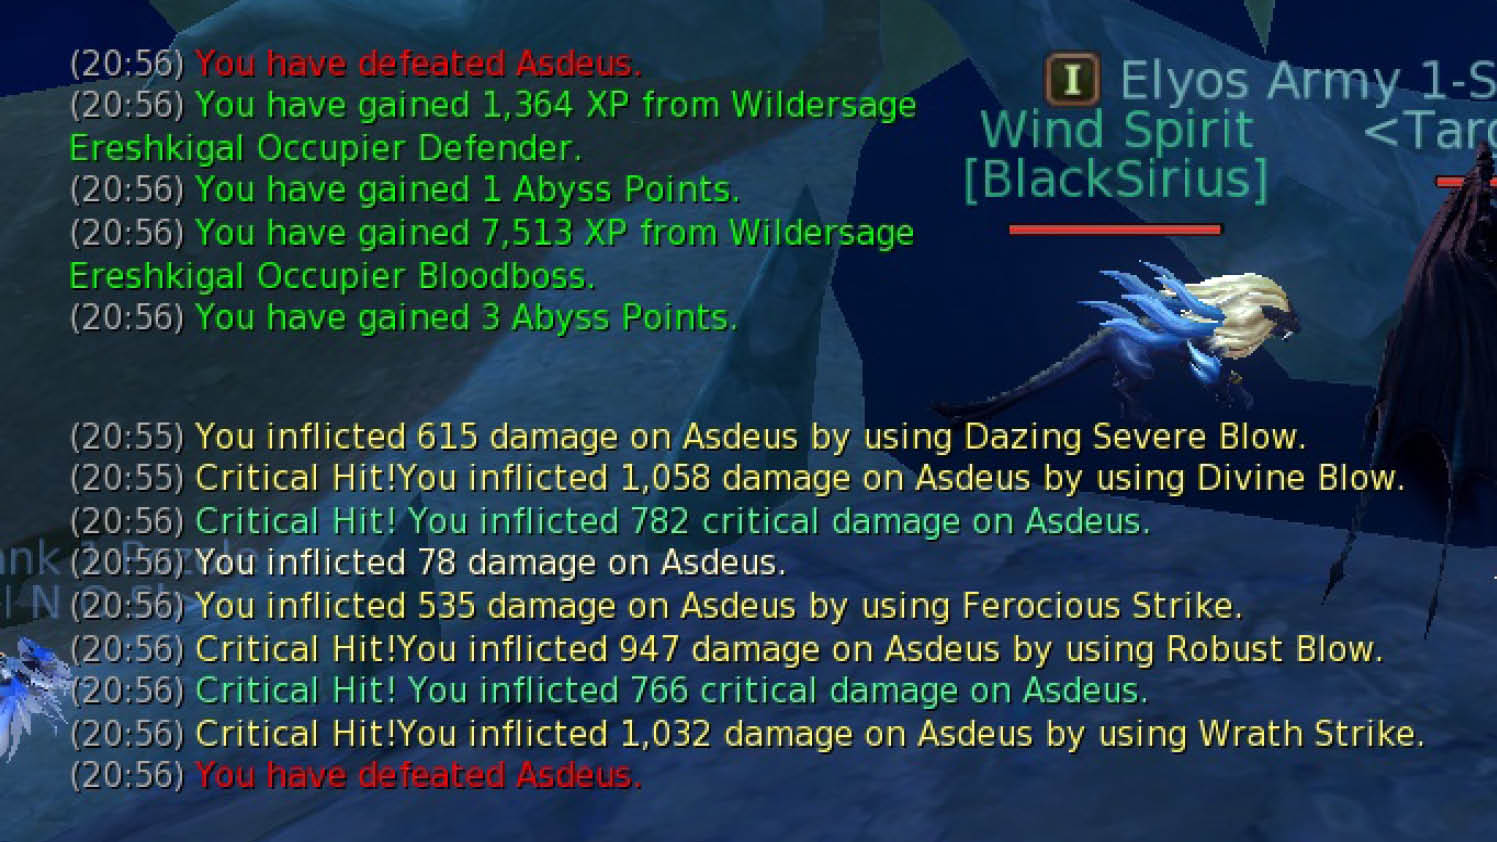 (20:56) You have defeated Asdeus.
(20:56) You have gained 1,364 XP from Wildersage
Ereshkigal Occupier Defender.
(20:56) You have gained 1 Abyss Points.
(20:56) You have gained 7,513 XP from Wildersage
Ereshkigal Occupier Bloodboss.
(20:56) You have gained 3 Abyss Points.
I Elyos Army 1-S
Wind Spirit
[BlackSirius]
(20:55) You inflicted 615 damage on Asdeus by using Dazing Severe Blow.
(20:55) Critical Hit!You inflicted 1,058 damage on Asdeus by using Divine Blow.
(20:56) Critical Hit! You inflicted 782 critical damage on Asdeus.
(20:56) You inflicted 78 damage on Asdeus.
(20:56) You inflicted 535 damage on Asdeus by using Ferocious Strike.
(20:56) Critical Hit!You inflicted 947 damage on Asdeus by using Robust Blow.
(20:56) Critical Hit! You inflicted 766 critical damage on Asdeus.
(20:56) Critical Hit!You inflicted 1,032 damage on Asdeus by using Wrath Strike.
(20:56) You have defeated Asdeus.